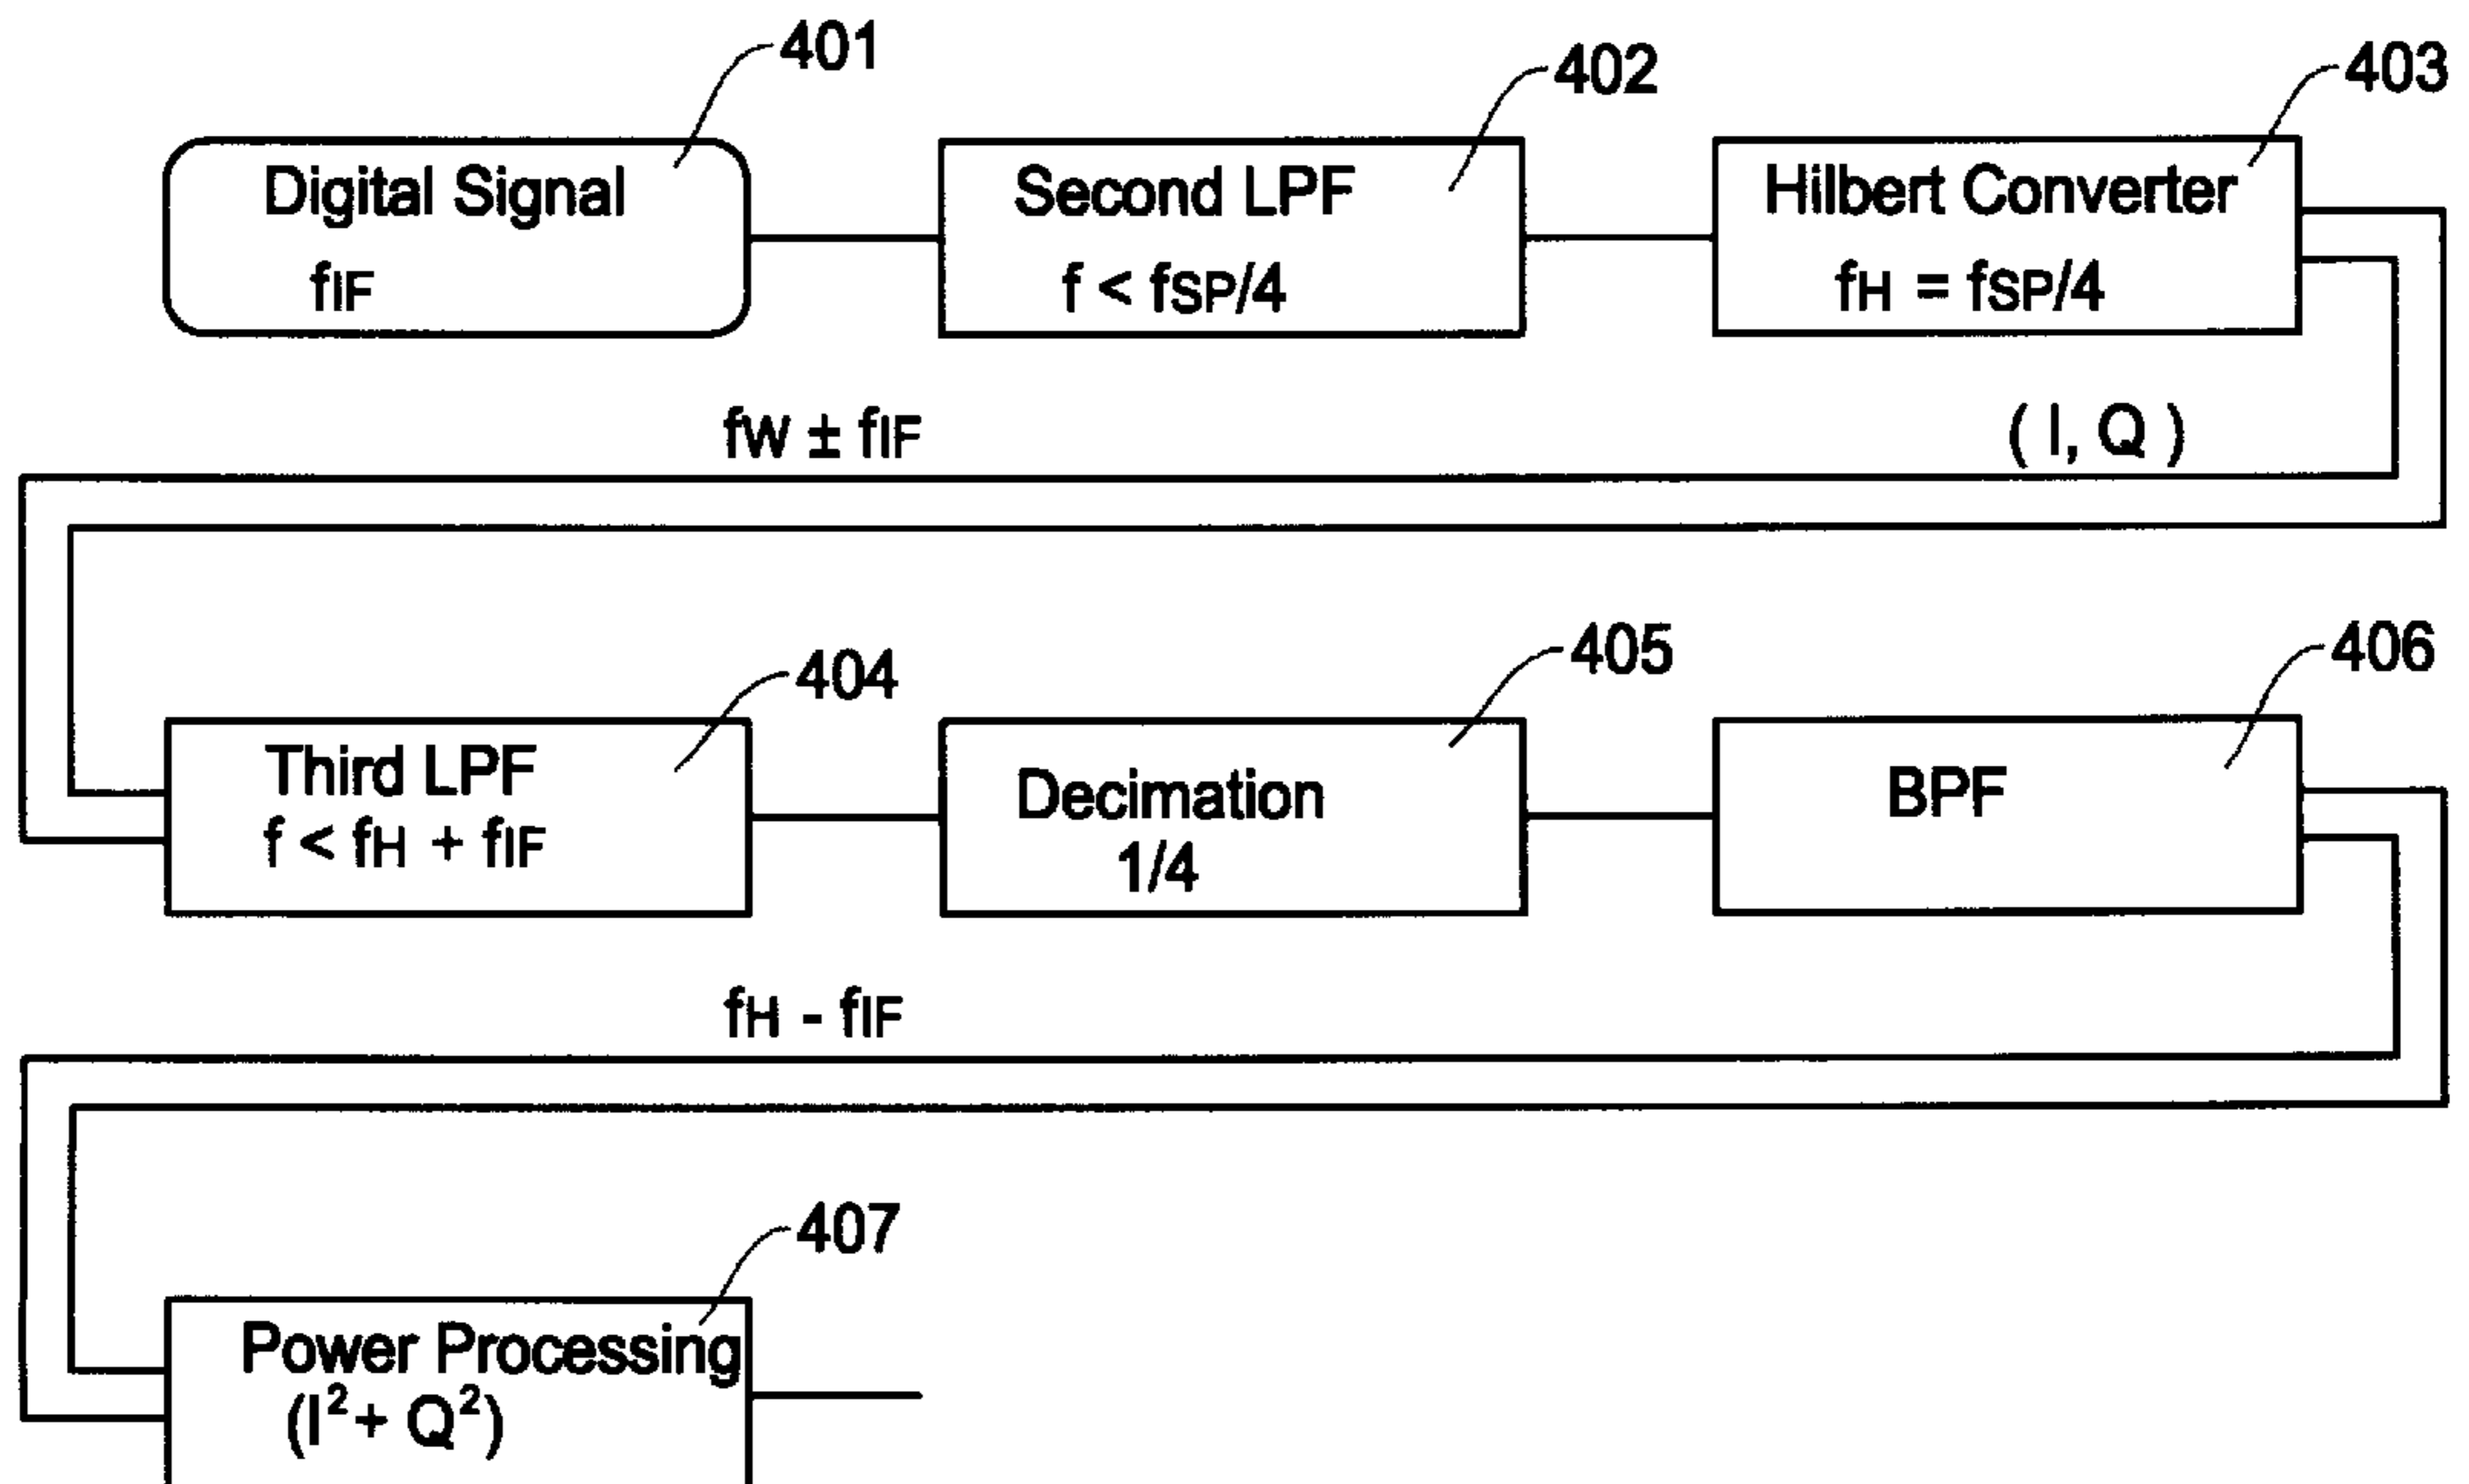 401
402
403
Digital Signal
fIF
Second LPF
f < fSP/4
Hilbert Converter
fH = fSP/4
fW ± fIF
( I, Q )
404
405
406
Third LPF
f < fH + fIF
Decimation
1/4
BPF
fH - fIF
407
Power Processing
(I² + Q²)